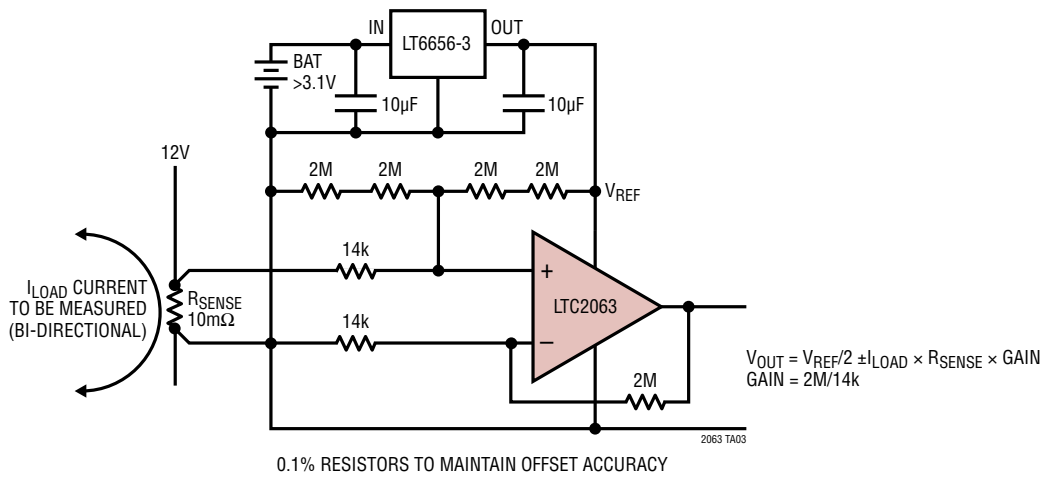 IN
LT6656-3
OUT
BAT
>3.1V
10µF
10µF
12V
2M
2M
2M
2M
VREF
14k
ILOAD CURRENT
TO BE MEASURED
(BI-DIRECTIONAL)
RSENSE
10mΩ
+
LTC2063
14k
–
VOUT = VREF/2 ±ILOAD × RSENSE × GAIN
GAIN = 2M/14k
2M
2063 TA03
0.1% RESISTORS TO MAINTAIN OFFSET ACCURACY